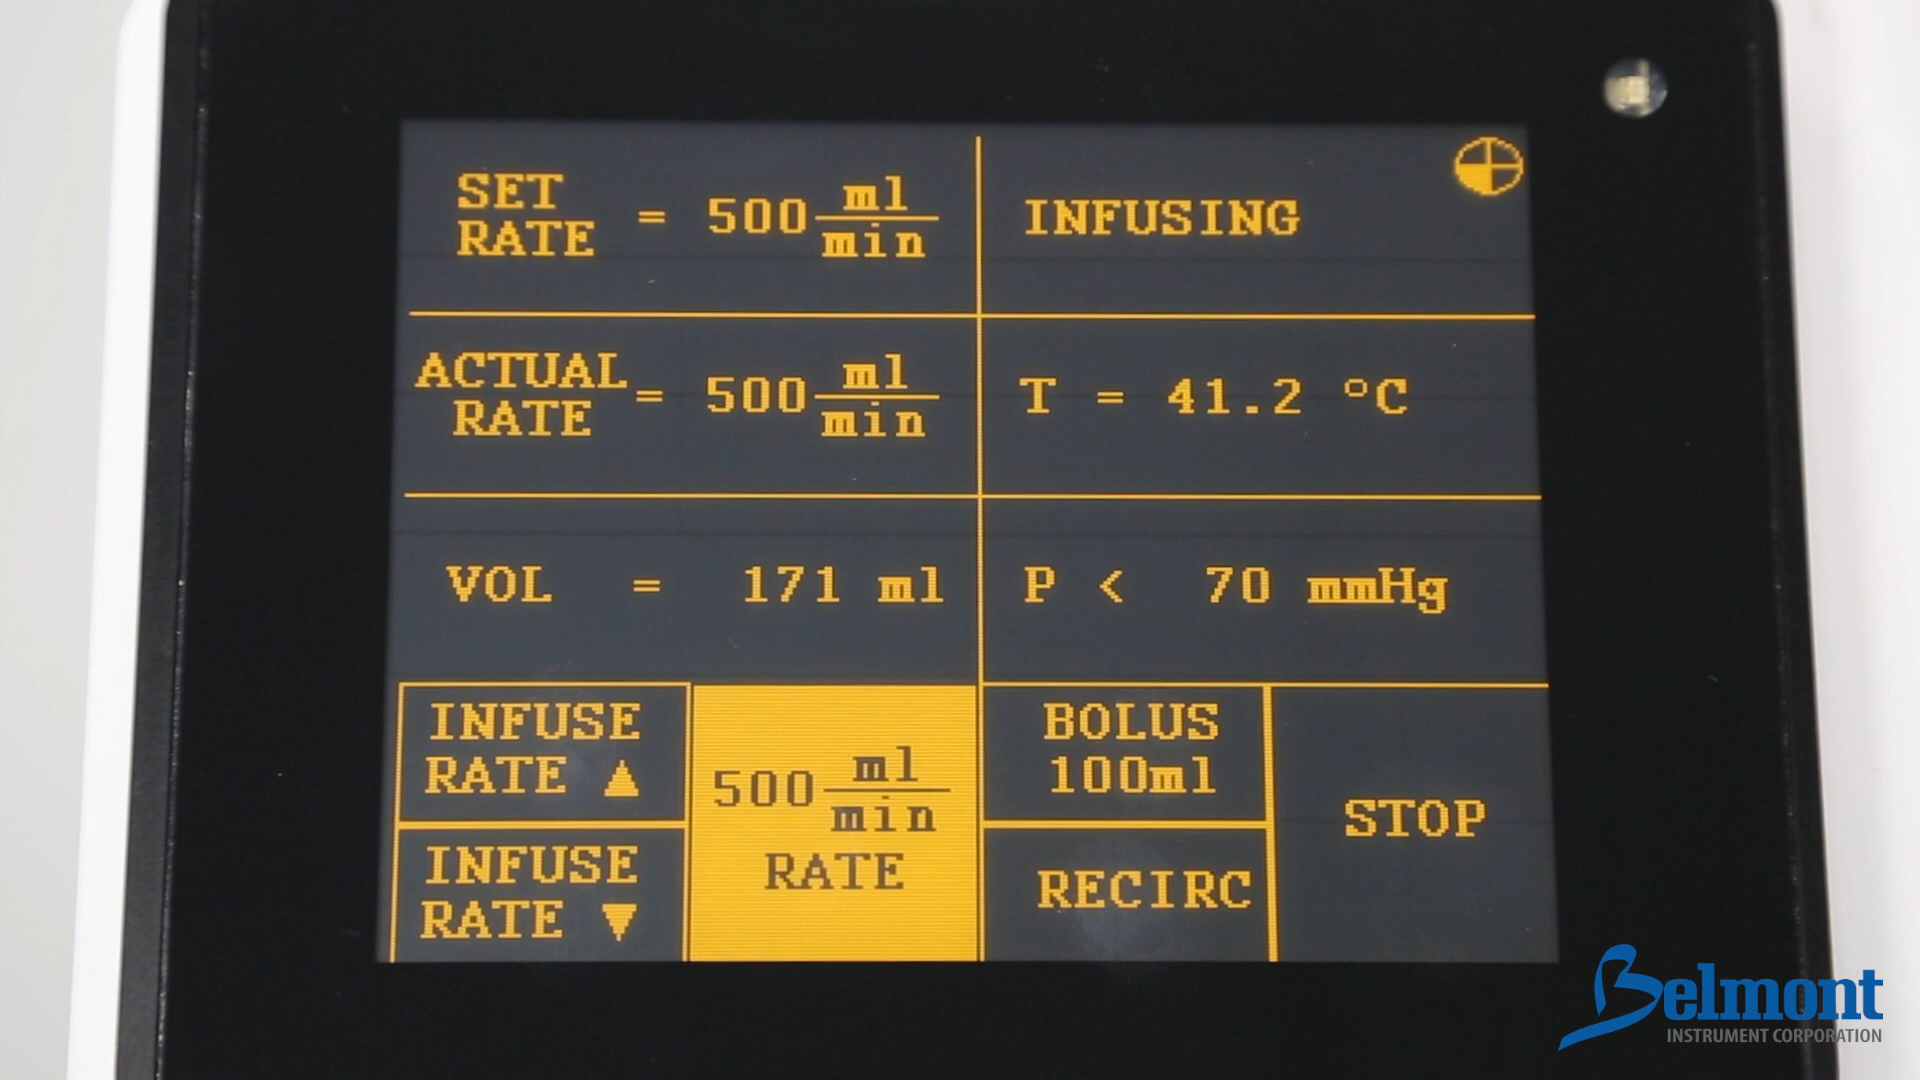 SET RATE = 500 ml/min
INFUSING
ACTUAL RATE = 500 ml/min
T = 41.2 °C
VOL = 171 ml
P < 70 mmHg
INFUSE
RATE ▲
INFUSE
RATE ▼
500 ml/min
RATE
BOLUS
100ml
RECIRC
STOP
Belmont
INSTRUMENT CORPORATION